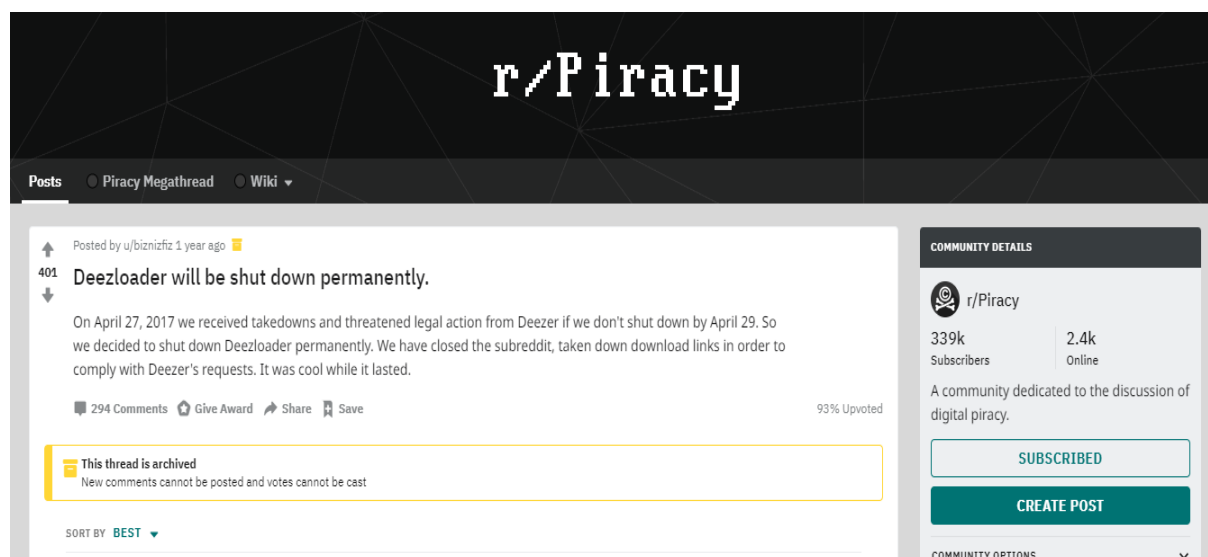 r/Piracy
Posts Piracy Megathread Wiki
Posted by u/biznizfiz 1 year ago
401
Deezloader will be shut down permanently.
On April 27, 2017 we received takedowns and threatened legal action from Deezer if we don't shut down by April 29. So
we decided to shut down Deezloader permanently. We have closed the subreddit, taken down download links in order to
comply with Deezer's requests. It was cool while it lasted.
294 Comments Give Award Share Save 93% Upvoted
This thread is archived
New comments cannot be posted and votes cannot be cast
SORT BY BEST
COMMUNITY DETAILS
r/Piracy
339k 2.4k
Subscribers Online
A community dedicated to the discussion of
digital piracy.
SUBSCRIBED
CREATE POST
COMMUNITY OPTIONS